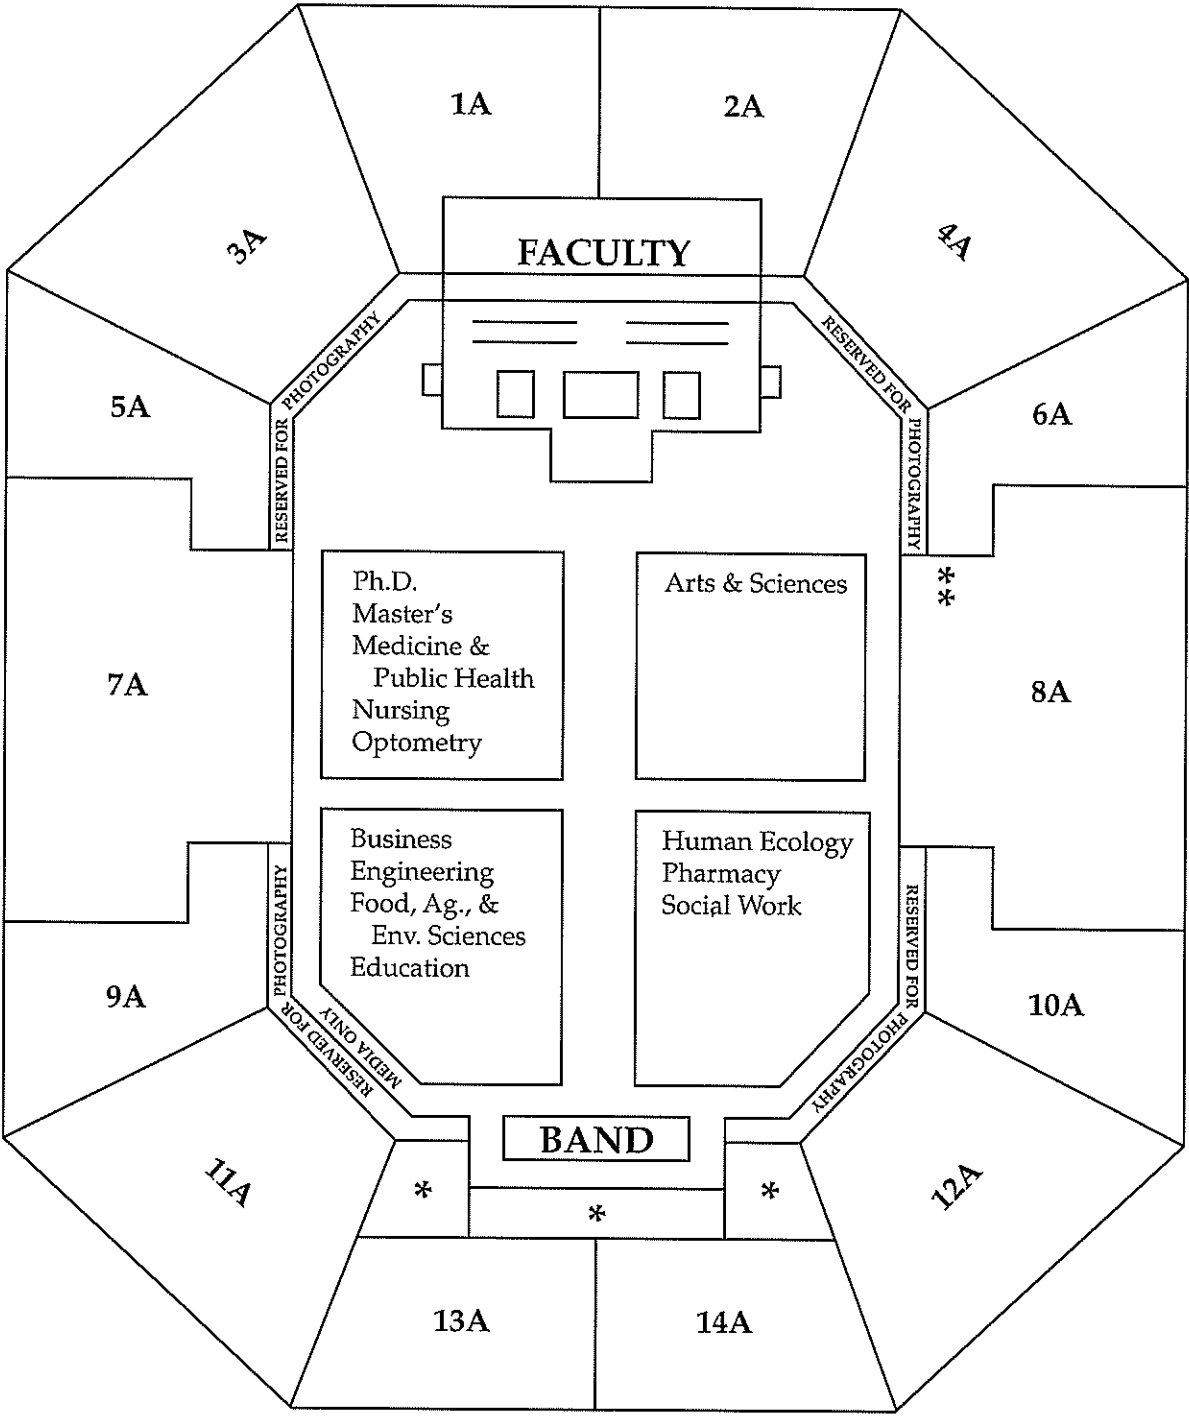 1A
2A
3A
FACULTY
4A
RESERVED FOR PHOTOGRAPHY
RESERVED FOR PHOTOGRAPHY
5A
6A
Ph.D.
Master's
Medicine &
Public Health
Nursing
Optometry
Arts & Sciences
**
7A
8A
Business
Engineering
Food, Ag., &
Env. Sciences
Education
Human Ecology
Pharmacy
Social Work
RESERVED FOR PHOTOGRAPHY
MEDIA ONLY
RESERVED FOR PHOTOGRAPHY
9A
10A
BAND
11A
*
*
*
12A
13A
14A